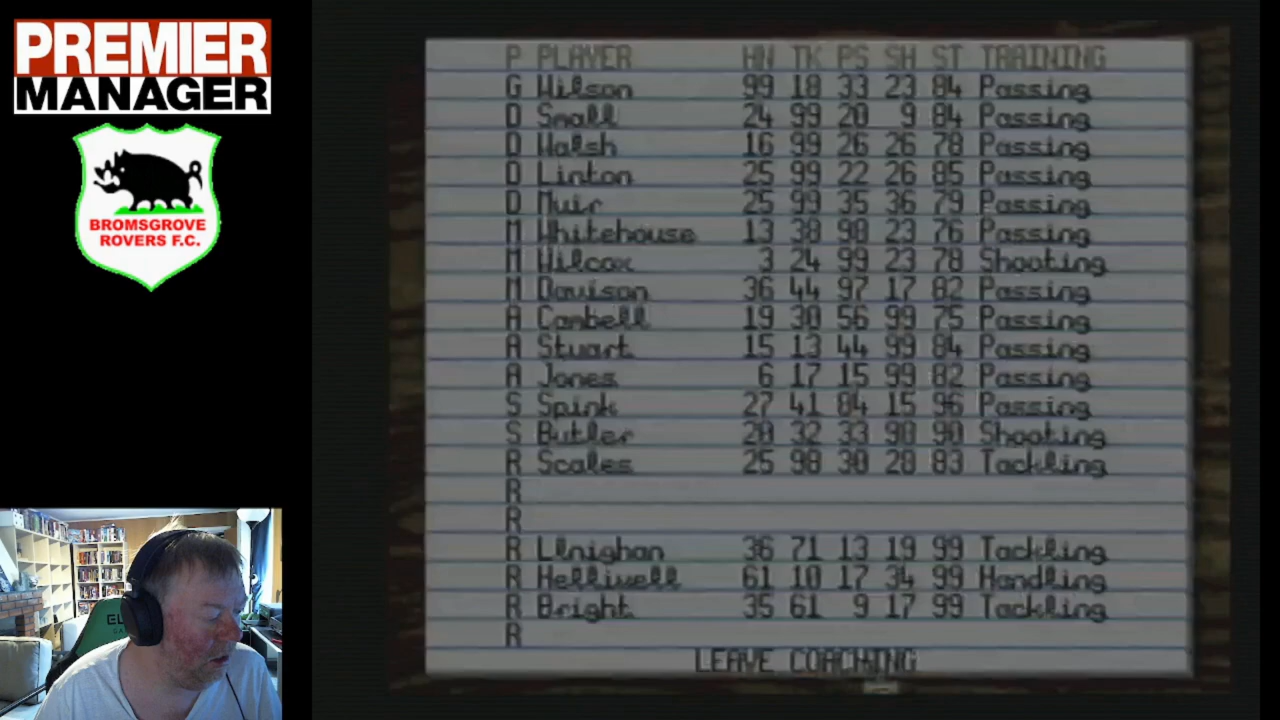 PREMIER
MANAGER
BROMSGROVE
ROVERS F.C.
P PLAYER HN TK PS SH ST TRAINING
G Wilson 99 18 33 23 84 Passing
D Small 24 99 20 9 84 Passing
D Walsh 16 99 26 26 78 Passing
D Linton 25 99 22 26 85 Passing
D Muir 25 99 35 36 79 Passing
M Whitehouse 13 38 98 23 76 Passing
M Wilcox 3 24 99 23 78 Shooting
M Davison 36 44 97 17 82 Passing
A Cambell 19 30 56 99 75 Passing
A Stuart 15 13 44 99 84 Passing
A Jones 6 17 15 99 82 Passing
S Spink 27 41 84 15 96 Passing
S Butler 20 32 33 90 90 Shooting
R Scales 25 98 30 28 83 Tackling
R
R
R Llnighan 36 71 13 19 99 Tackling
R Helliwell 61 10 17 34 99 Handling
R Bright 35 61 9 17 99 Tackling
R
LEAVE COACHING